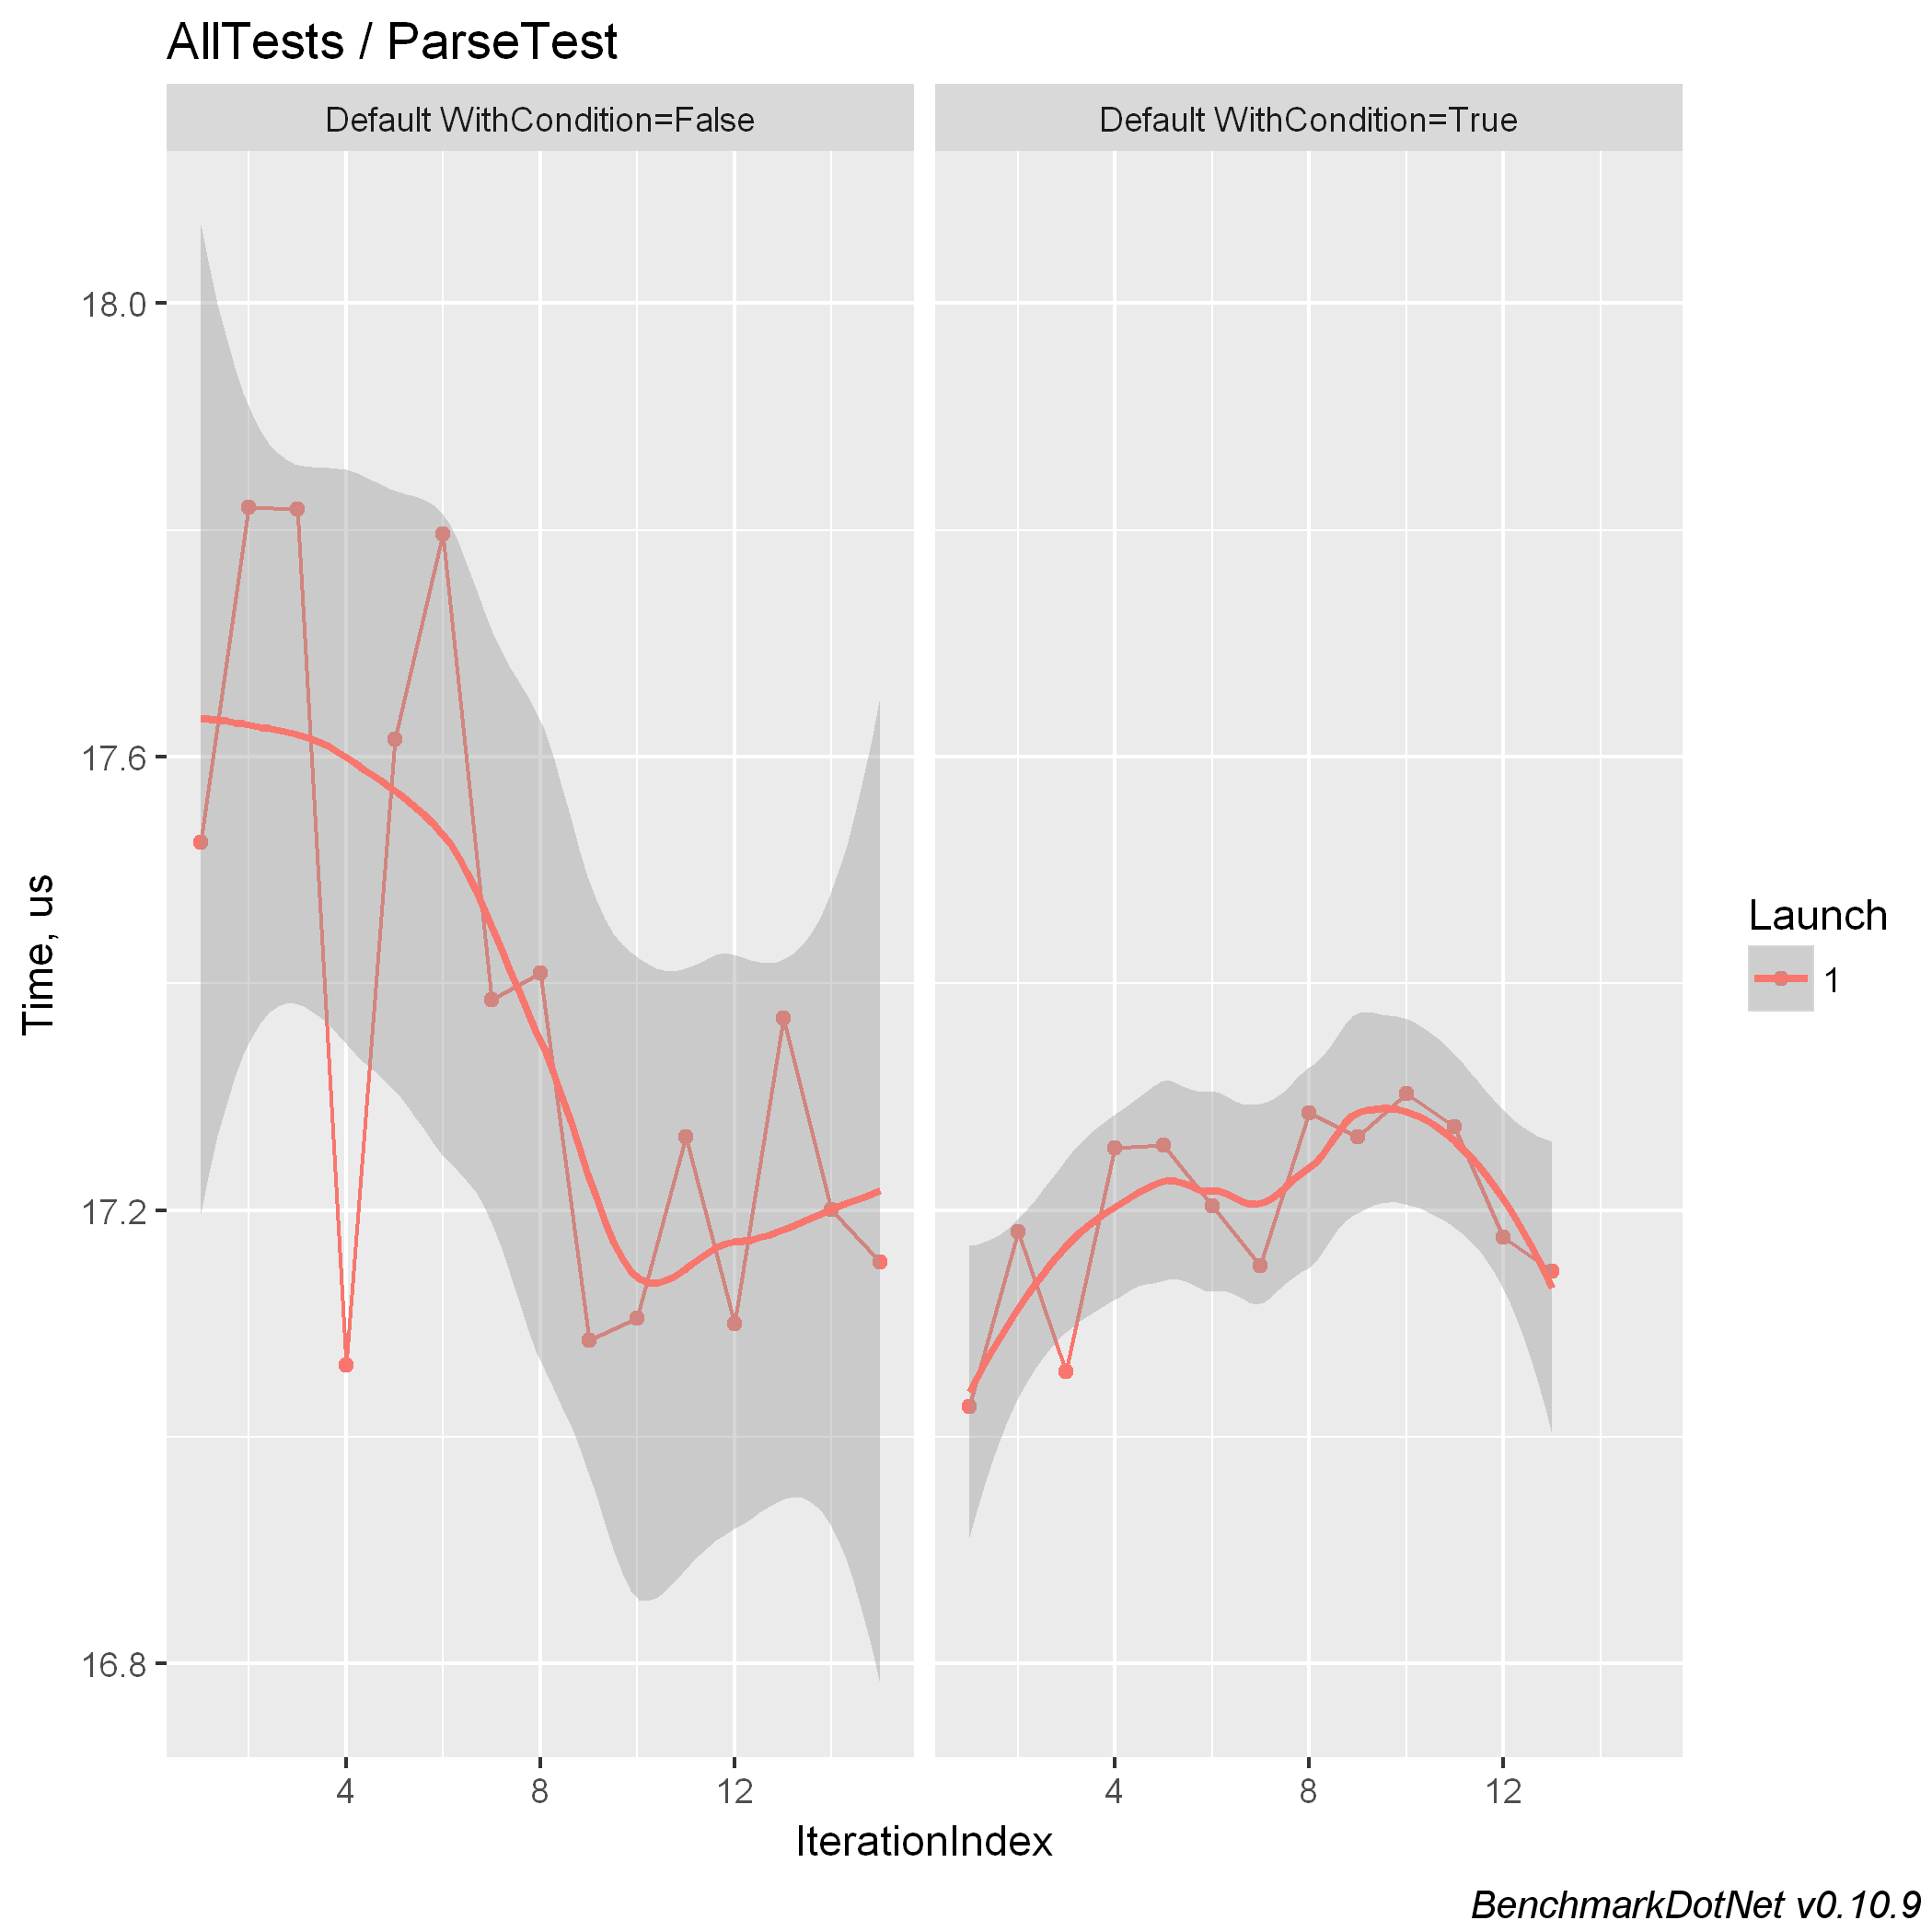 AllTests / ParseTest
Default WithCondition=False
Default WithCondition=True
18.0
17.6
17.2
16.8
Time, us
4 8 12
4 8 12
IterationIndex
Launch
1
BenchmarkDotNet v0.10.9